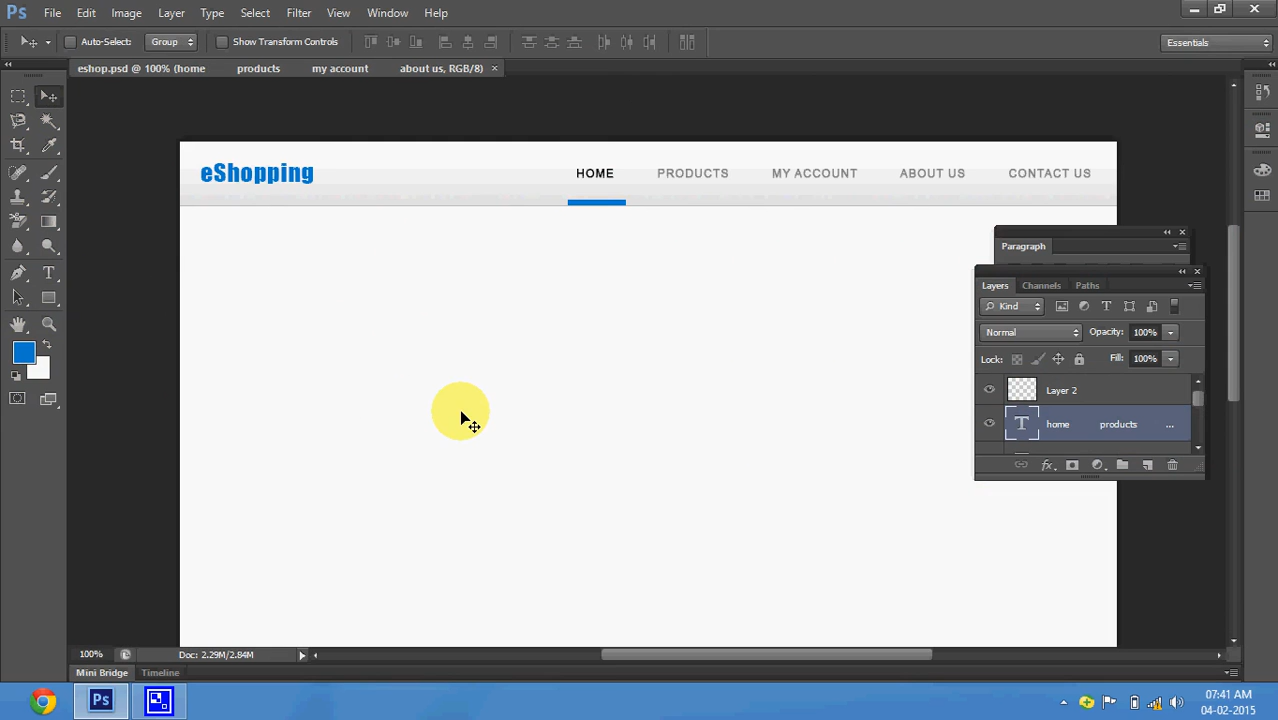 Ps File Edit Image Layer Type Select Filter View Window Help
Auto-Select: Group Show Transform Controls Essentials
eshop.psd @ 100% (home products my account about us, RGB/8) ×
eShopping HOME PRODUCTS MY ACCOUNT ABOUT US CONTACT US
Paragraph
Layers Channels Paths
Kind T
Normal Opacity: 100%
Lock: Fill: 100%
Layer 2
T home products ...
100% Doc: 2.29M/2.84M
Mini Bridge Timeline
Ps 07:41 AM
04-02-2015